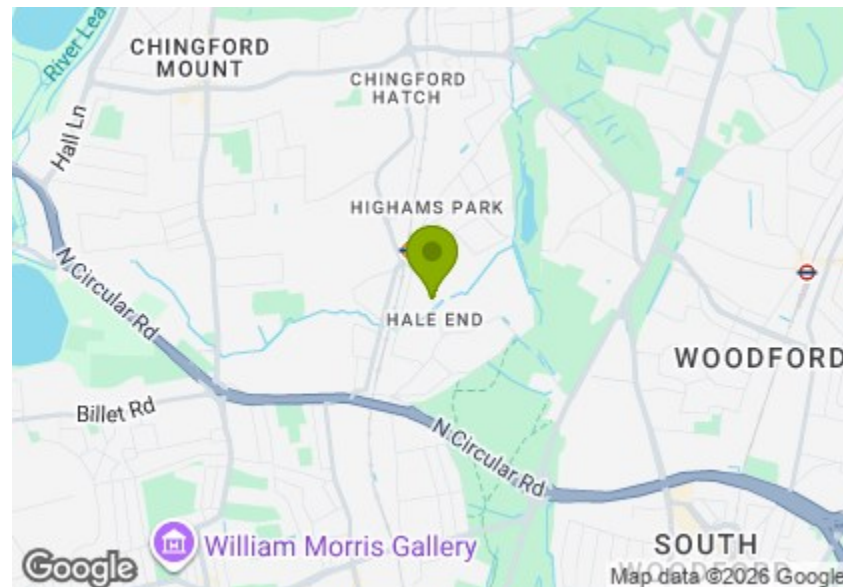 CHINGFORD
MOUNT
River Lea
CHINGFORD
HATCH
Hall Ln
HIGHAMS PARK
N Circular Rd
HALE END
WOODFORD
Billet Rd
N Circular Rd
William Morris Gallery
SOUTH
WOODFORD
Google
Map data ©2026 Google